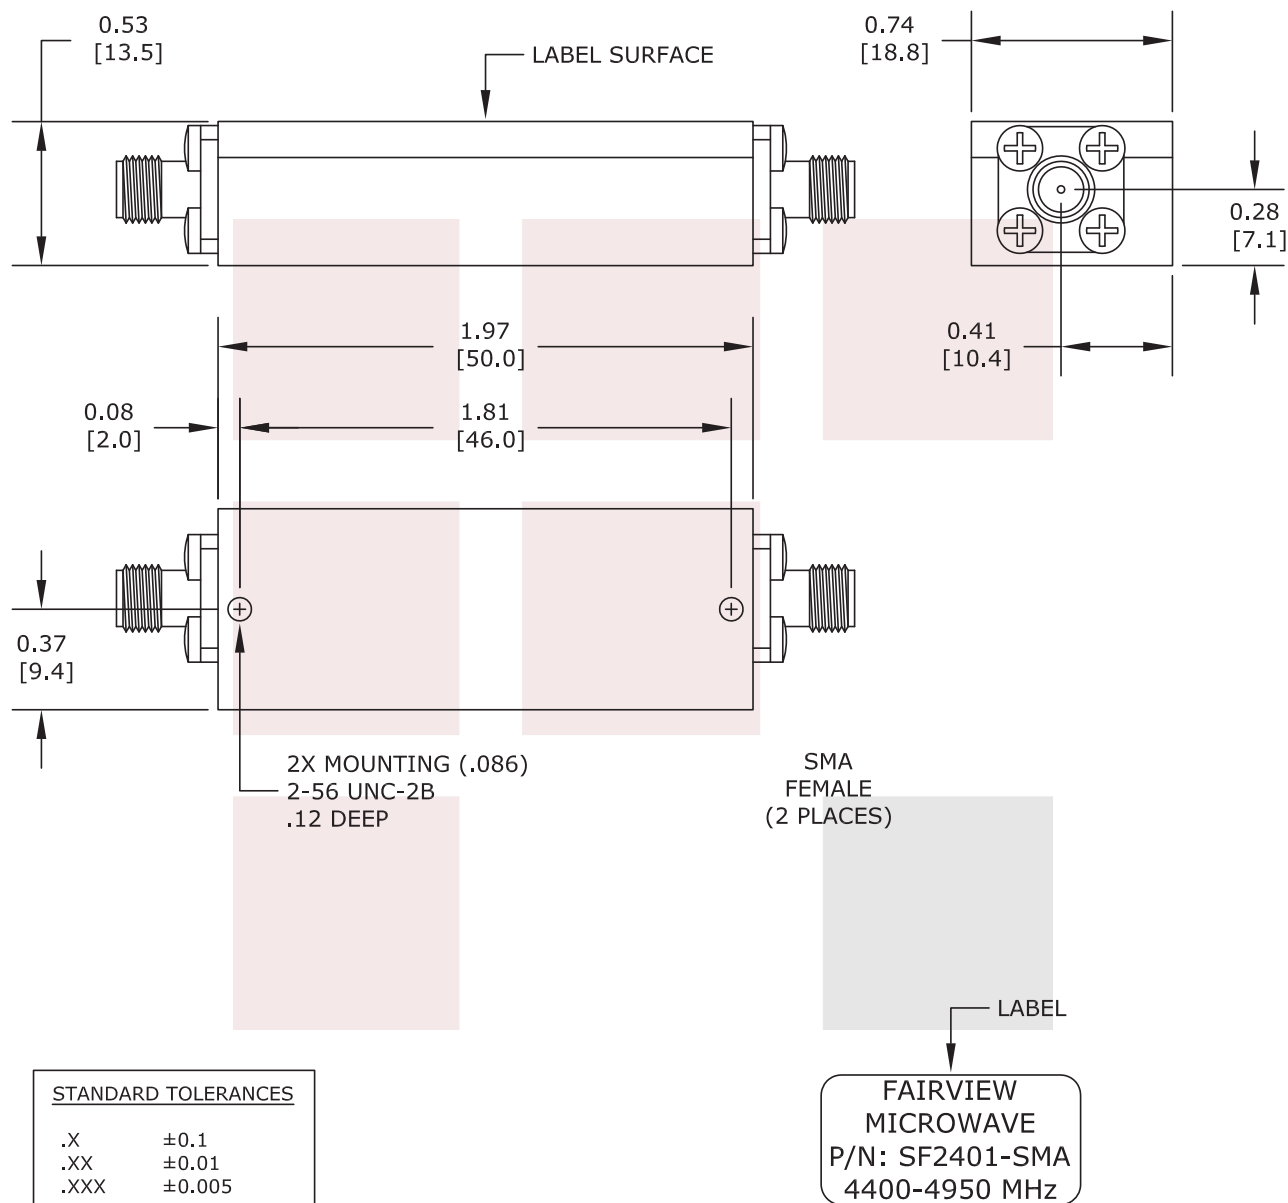 0.53
[13.5]
LABEL SURFACE
0.74
[18.8]
0.28
[7.1]
1.97
[50.0]
0.41
[10.4]
0.08
[2.0]
1.81
[46.0]
0.37
[9.4]
2X MOUNTING (.086)
2-56 UNC-2B
.12 DEEP
SMA
FEMALE
(2 PLACES)
LABEL
STANDARD TOLERANCES
.X ±0.1
.XX ±0.01
.XXX ±0.005
FAIRVIEW
MICROWAVE
P/N: SF2401-SMA
4400-4950 MHz